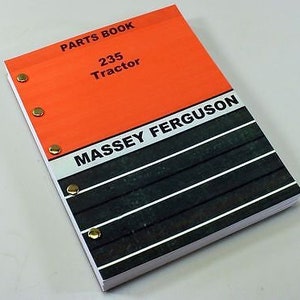 PARTS BOOK
235
Tractor
MASSEY FERGUSON